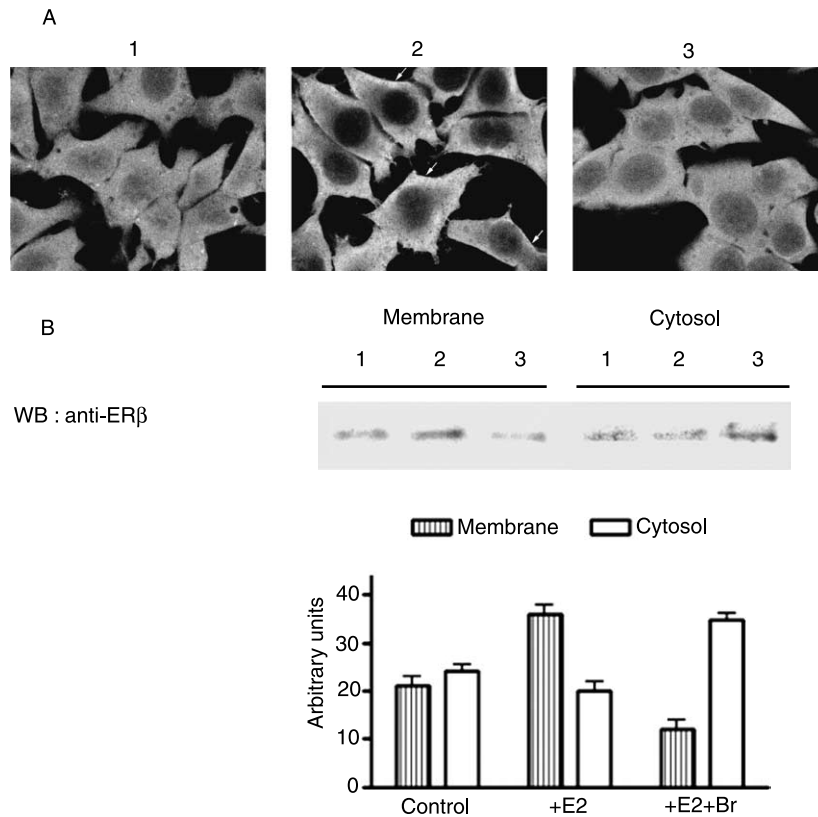 A
1 2 3
B
Membrane Cytosol
1 2 3 1 2 3
WB : anti-ERβ
Membrane Cytosol
Arbitrary units
40
30
20
10
0
Control +E2 +E2+Br